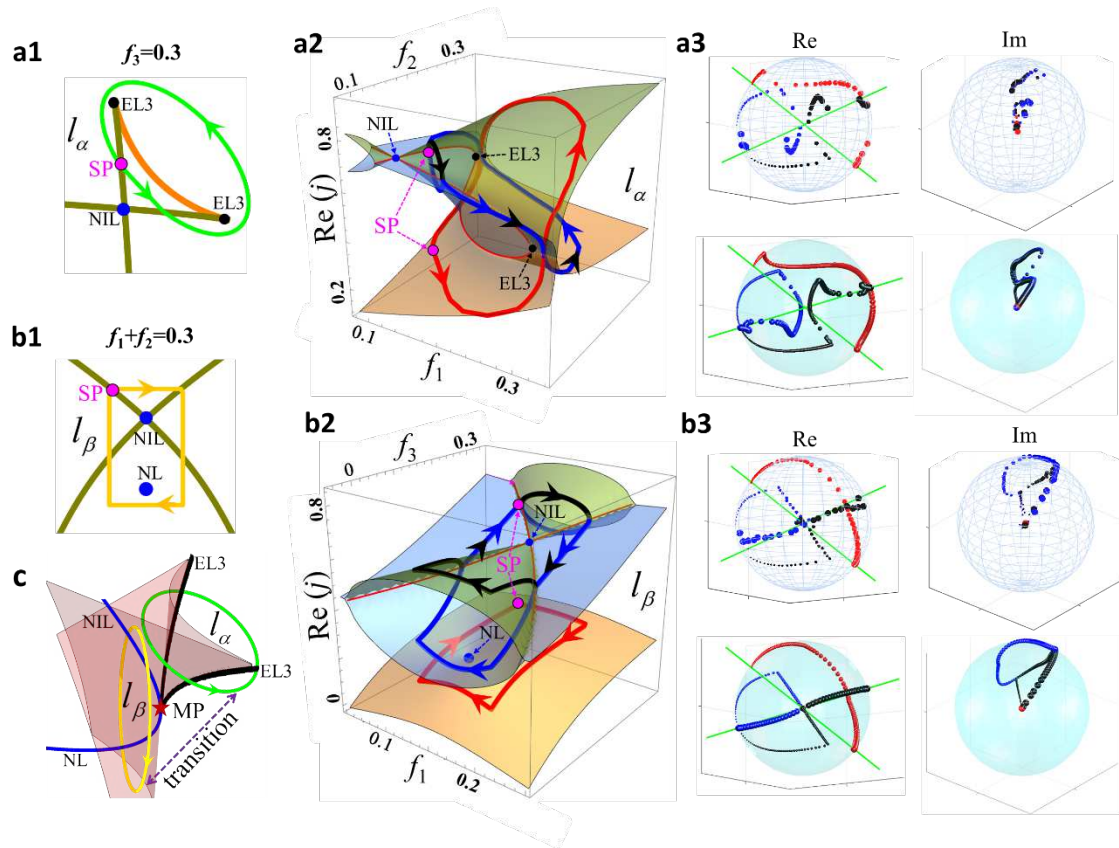 a1
f3=0.3
EL3
lα
SP
NIL
EL3
a2
0.1
f2
0.3
0.8
NIL
EL3
lα
Re (j)
SP
EL3
0.2
0.1
f1
0.3
a3
Re
Im
b1
f1+f2=0.3
SP
lβ
NIL
NL
b2
0
f3
0.3
0.8
NIL
SP
Re (j)
lβ
NL
0
0.1
f1
0.2
b3
Re
Im
c
EL3
NIL
lα
lβ
EL3
MP
NL
transition